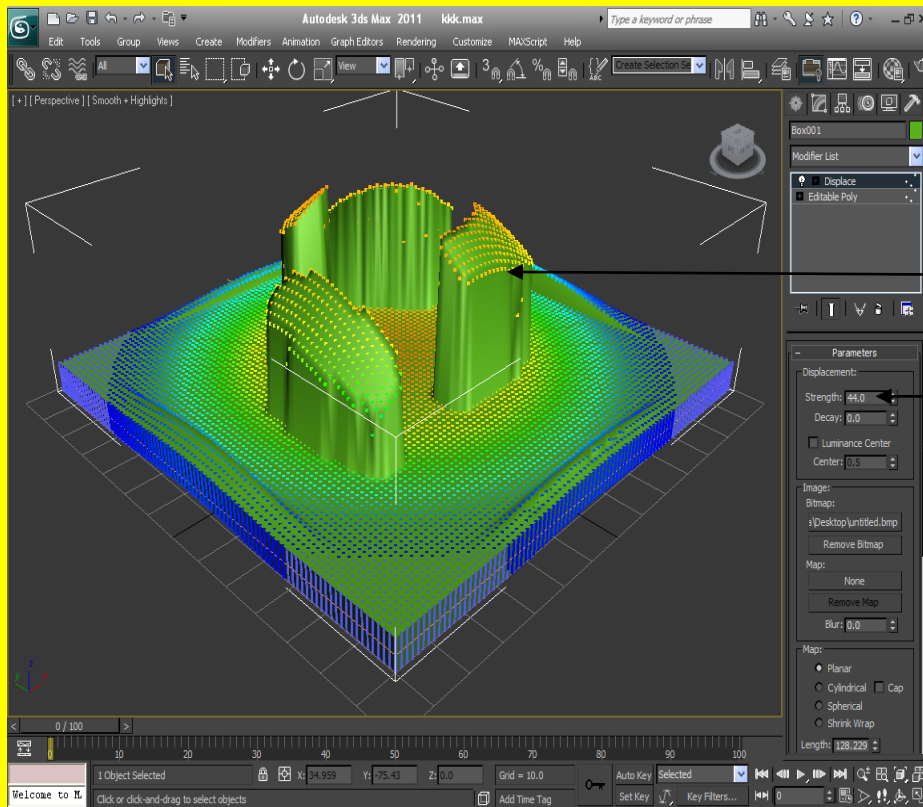 Autodesk 3ds Max 2011 kkk.max
Type a keyword or phrase
Edit Tools Group Views Create Modifiers Animation Graph Editors Rendering Customize MAXScript Help
All
View
3
Create Selection Se
[ + ] [ Perspective ] [ Smooth + Highlights ]
Box001
Modifier List
Displace
Editable Poly
Parameters
Displacement:
Strength: 44.0
Decay: 0.0
Luminance Center
Center: 0.5
Image:
Bitmap:
a\Desktop\untitled.bmp
Remove Bitmap
Map:
None
Remove Map
Blur: 0.0
Map:
Planar
Cylindrical Cap
Spherical
Shrink Wrap
Length: 128.229
z
x
y
< 0 / 100 >
0 10 20 30 40 50 60 70 80 90 100
1 Object Selected X: 34.959 Y: -75.43 Z: 0.0 Grid = 10.0 Auto Key Selected
Welcome to M. Click or click-and-drag to select objects Add Time Tag Set Key Key Filters... 0